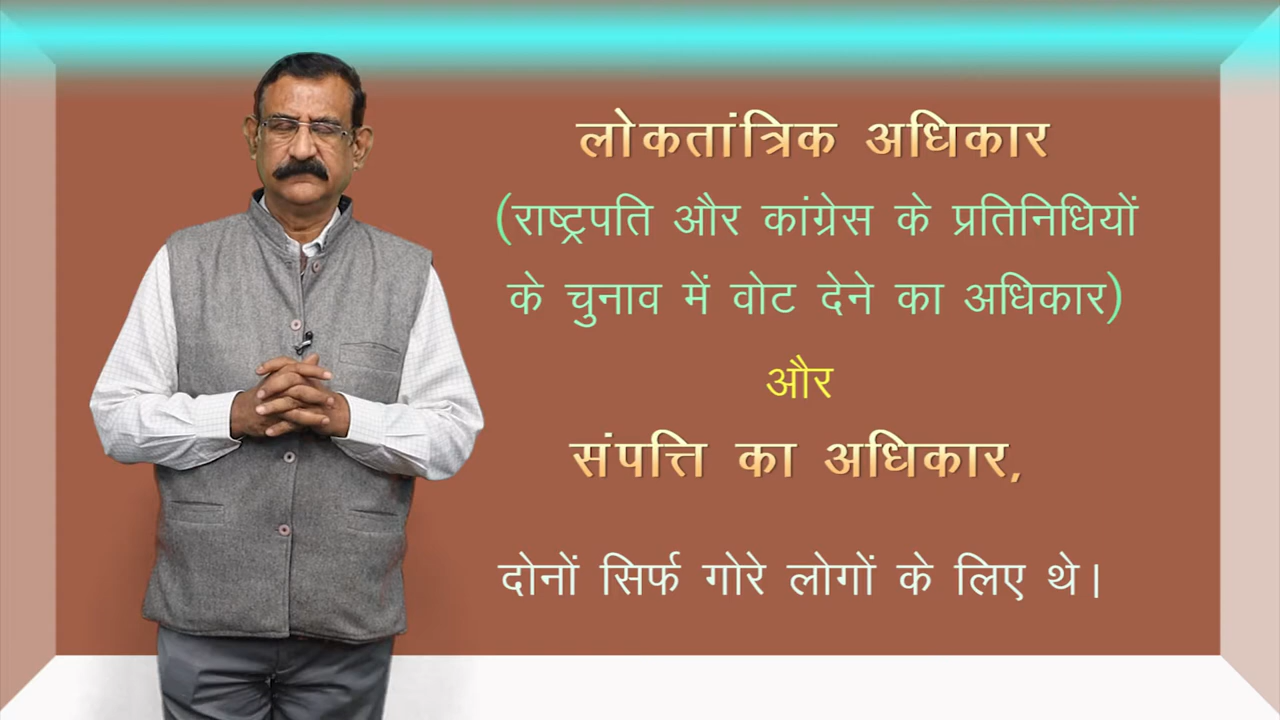 लोकतांत्रिक अधिकार
(राष्ट्रपति और कांग्रेस के प्रतिनिधियों
के चुनाव में वोट देने का अधिकार)
और
संपत्ति का अधिकार,
दोनों सिर्फ गोरे लोगों के लिए थे।